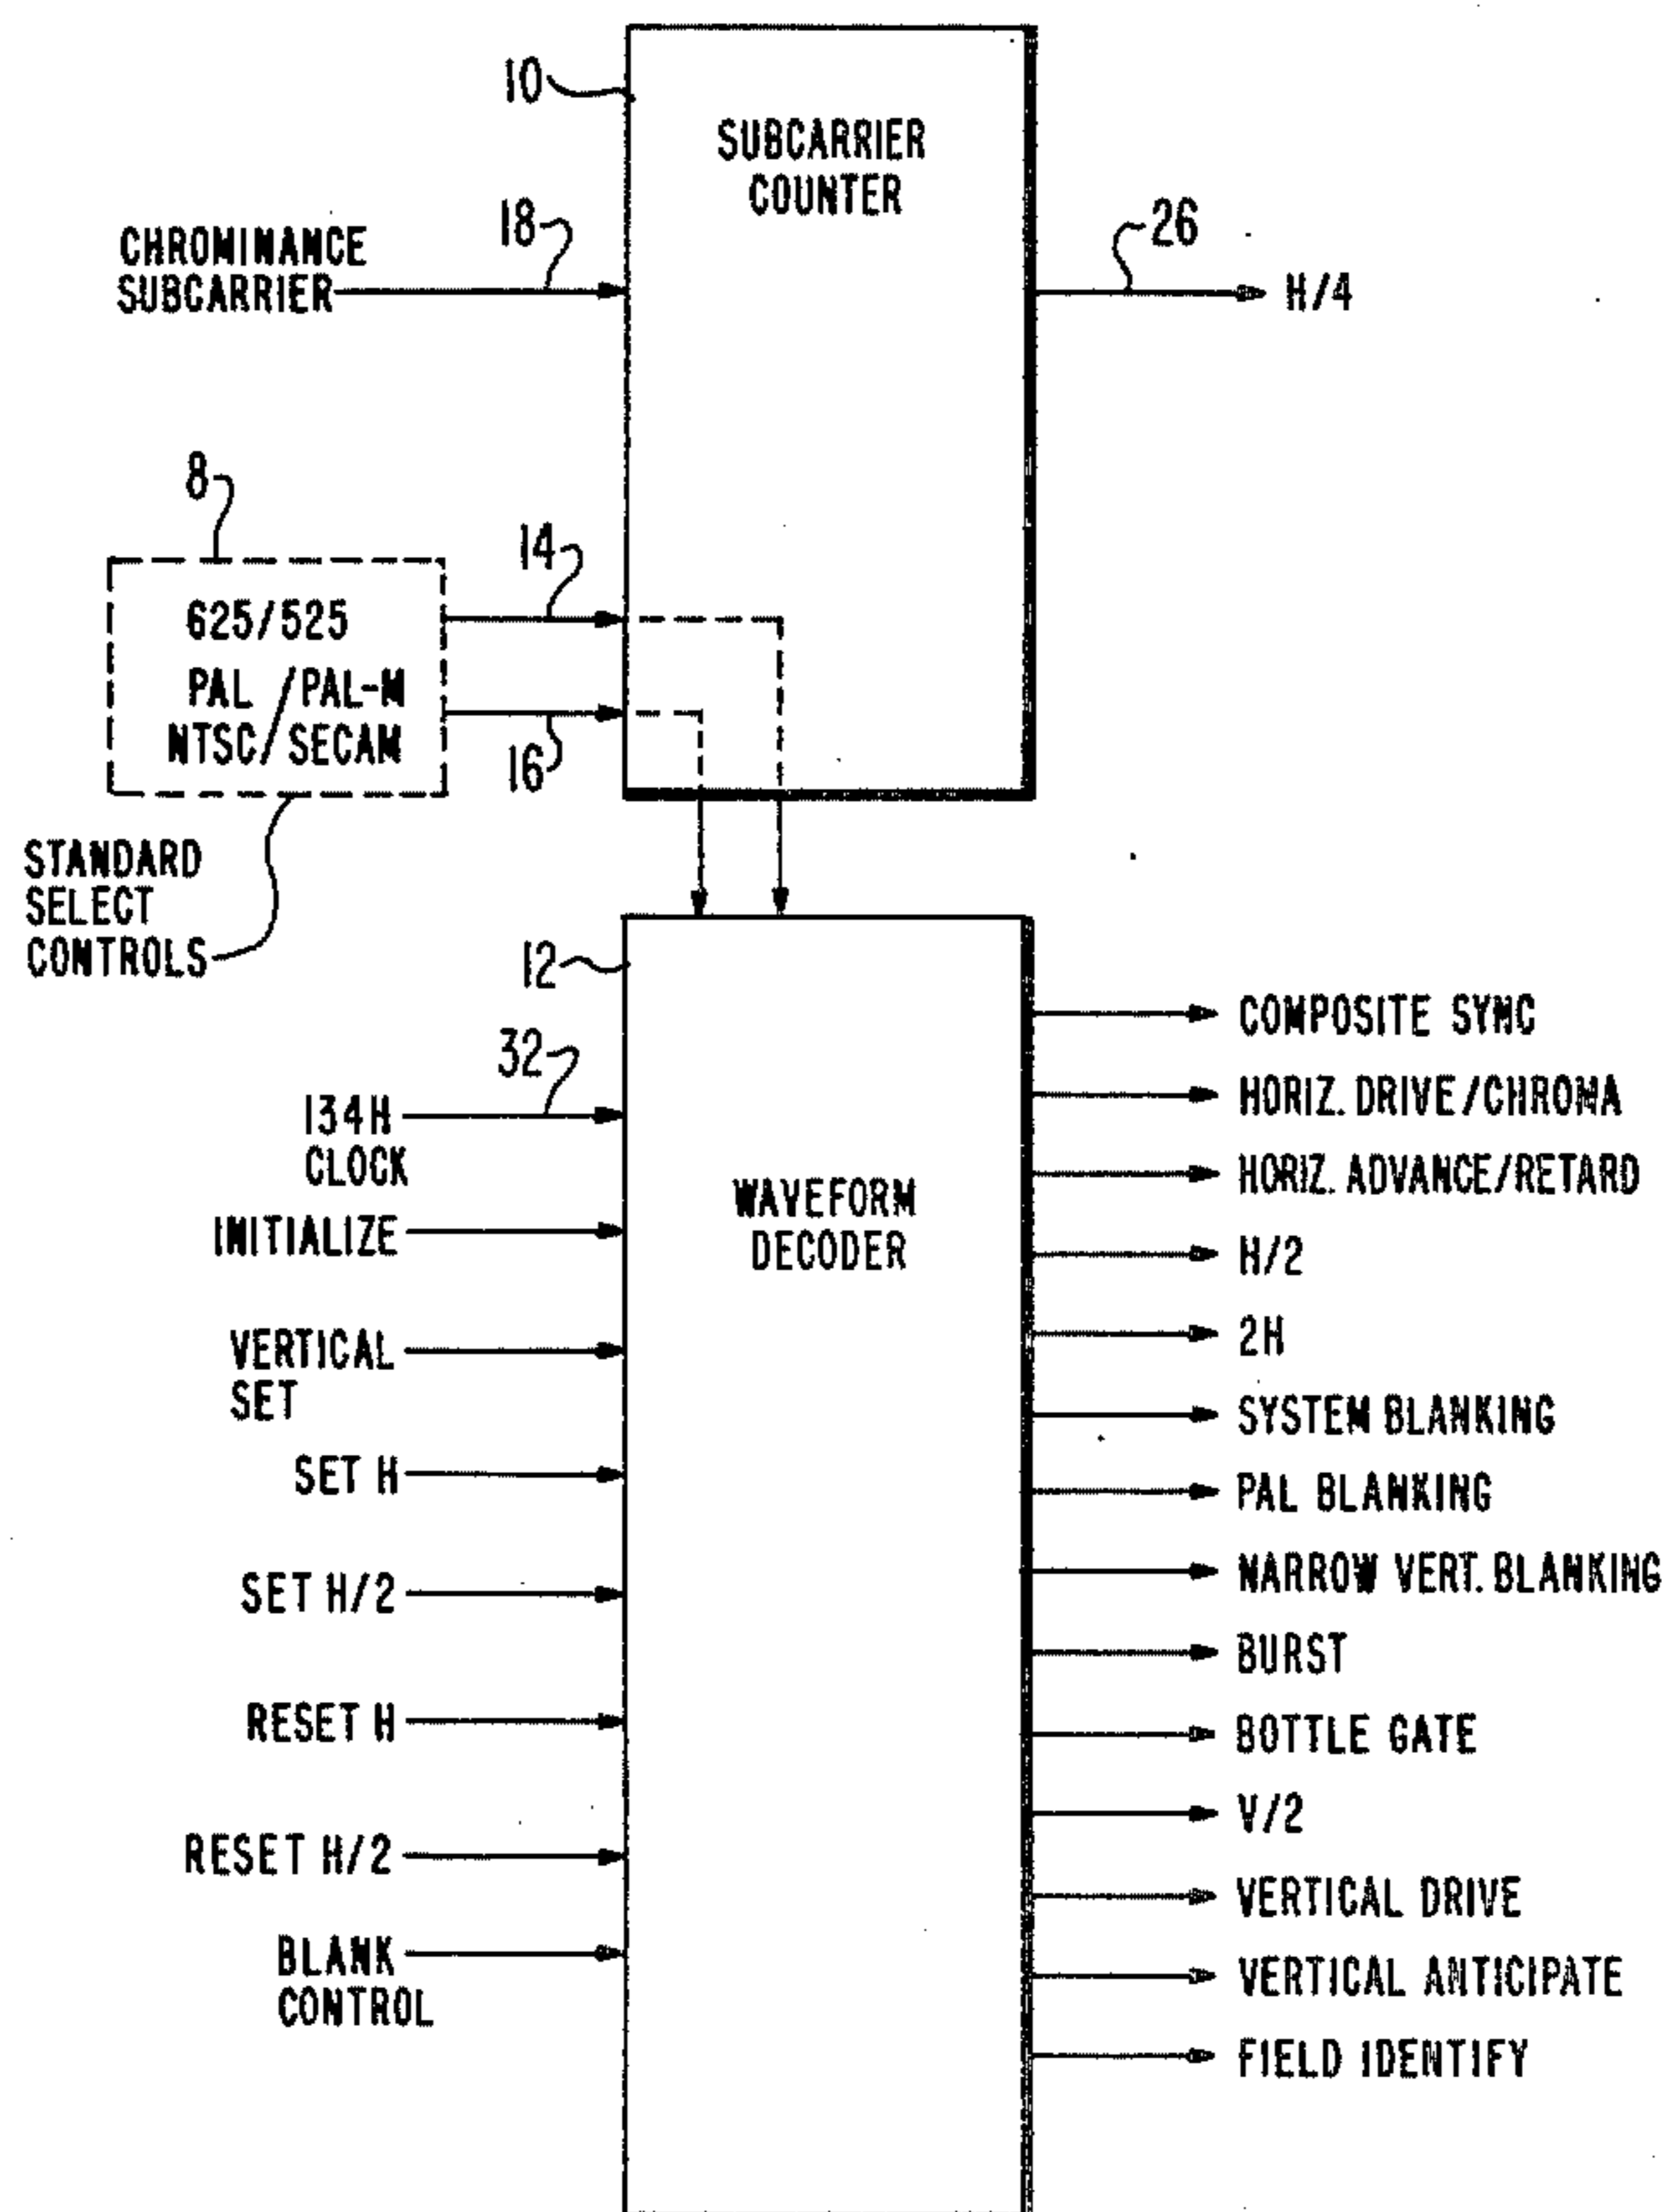 10
SUBCARRIER
COUNTER
CHROMINANCE
SUBCARRIER
18
26
H/4
8
625/525
PAL / PAL-M
NTSC/SECAM
14
16
STANDARD
SELECT
CONTROLS
12
32
134H
CLOCK
INITIALIZE
VERTICAL
SET
SET H
SET H/2
RESET H
RESET H/2
BLANK
CONTROL
WAVEFORM
DECODER
COMPOSITE SYNC
HORIZ. DRIVE/CHROMA
HORIZ. ADVANCE/RETARD
H/2
2H
SYSTEM BLANKING
PAL BLANKING
NARROW VERT. BLANKING
BURST
BOTTLE GATE
V/2
VERTICAL DRIVE
VERTICAL ANTICIPATE
FIELD IDENTIFY